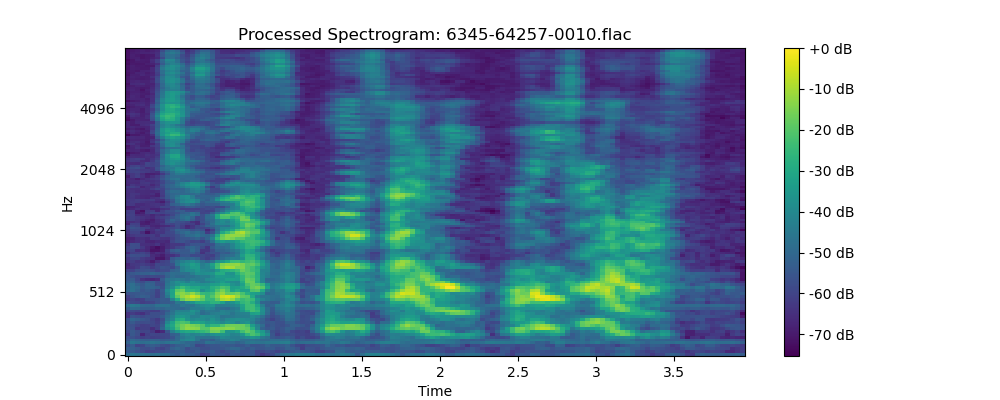 Processed Spectrogram: 6345-64257-0010.flac
Hz
4096
2048
1024
512
0
0 0.5 1 1.5 2 2.5 3 3.5
Time
+0 dB
-10 dB
-20 dB
-30 dB
-40 dB
-50 dB
-60 dB
-70 dB